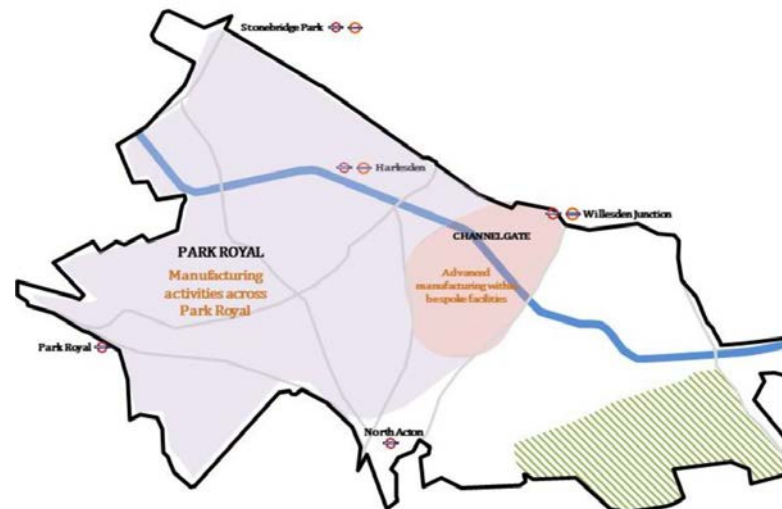 Stonebridge Park
Harlesden
Willesden Junction
CHANNELGATE
PARK ROYAL
Manufacturing
activities across
Park Royal
Advanced
manufacturing within
bespoke facilities
Park Royal
North Acton